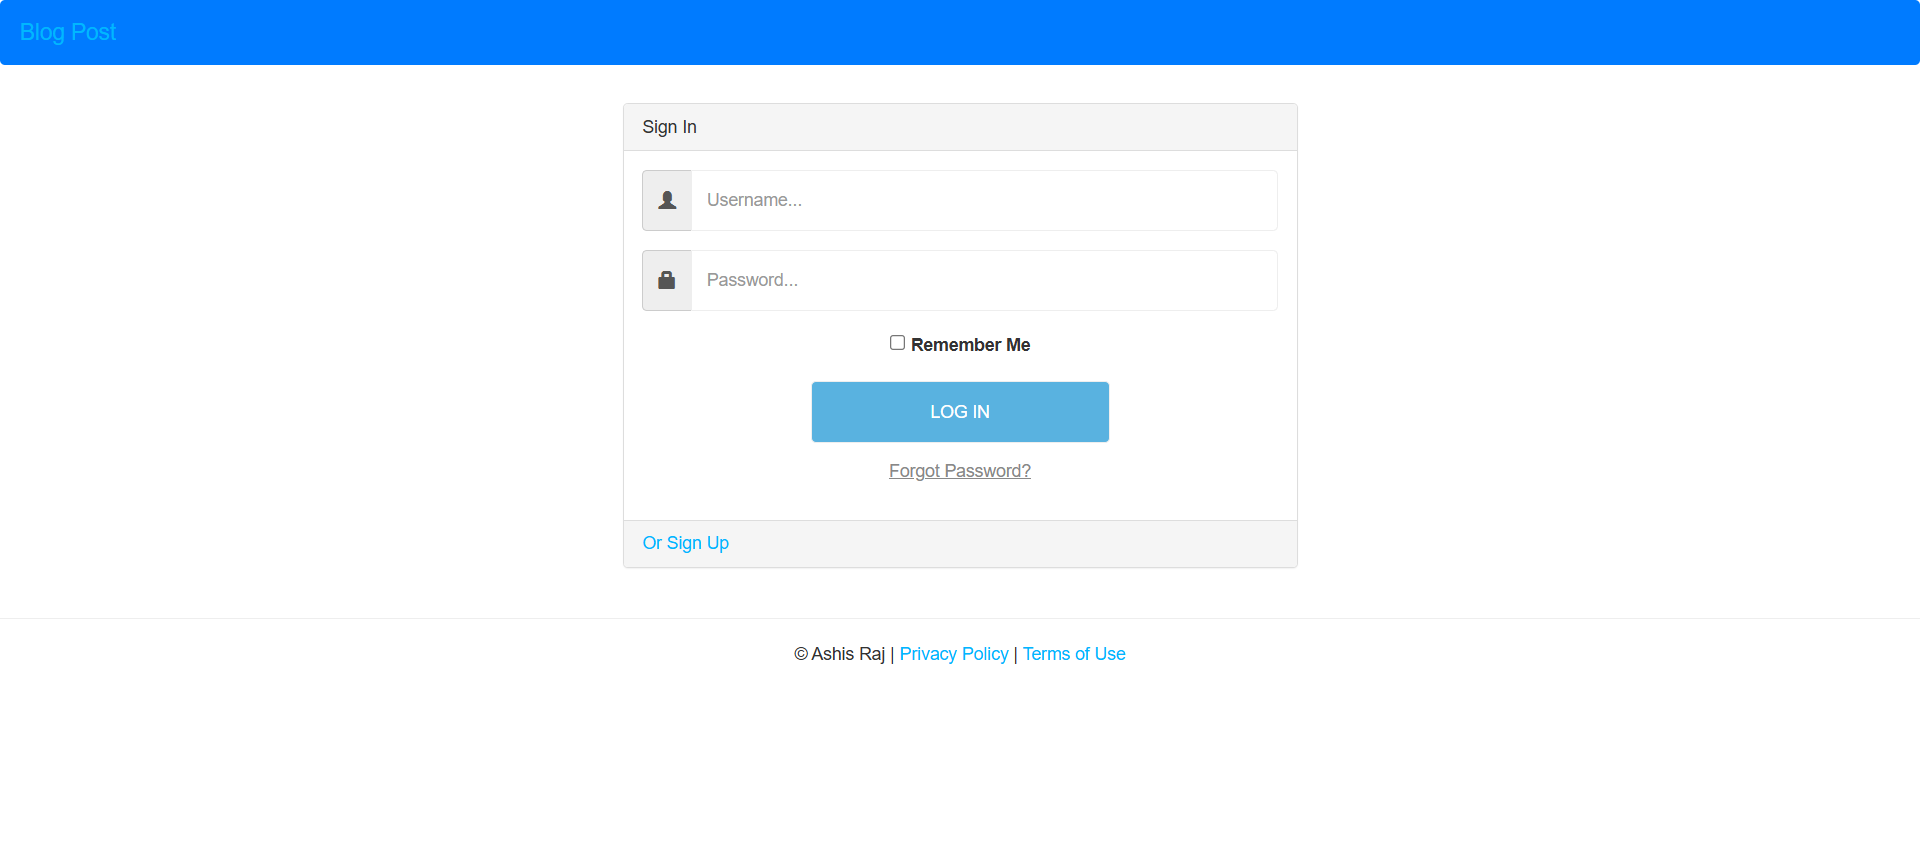 Blog Post
Sign In
Username...
Password...
Remember Me
LOG IN
Forgot Password?
Or Sign Up
© Ashis Raj | Privacy Policy | Terms of Use